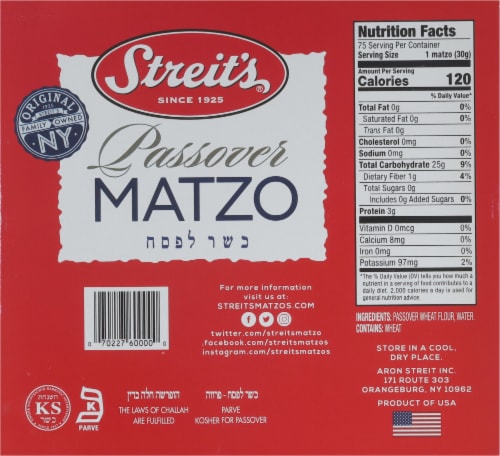 Streit's®
SINCE 1925
ORIGINAL
1925
FAMILY OWNED
NY
Passover
MATZO
כשר לפסח
For more information
visit us at:
STREITSMATZOS.COM
twitter.com/streitsmatzo
facebook.com/streitsmatzos
instagram.com/streitsmatzos
0 70227 60000 0
KS
כשר
K
PARVE
הופרשה חלה כדין
THE LAWS OF CHALLAH
ARE FULFILLED
כשר לפסח - פרווה
PARVE
KOSHER FOR PASSOVER
Nutrition Facts
75 Serving Per Container
Serving Size 1 matzo (30g)
Amount Per Serving
Calories 120
% Daily Value*
Total Fat 0g 0%
Saturated Fat 0g 0%
Trans Fat 0g
Cholesterol 0mg 0%
Sodium 0mg 0%
Total Carbohydrate 25g 9%
Dietary Fiber 1g 4%
Total Sugars 0g
Includes 0g Added Sugars 0%
Protein 3g
Vitamin D 0mcg 0%
Calcium 8mg 0%
Iron 0mg 0%
Potassium 97mg 2%
*The % Daily Value (DV) tells you how much a
nutrient in a serving of food contributes to a
daily diet. 2,000 calories a day is used for
general nutrition advice.
INGREDIENTS: PASSOVER WHEAT FLOUR, WATER
CONTAINS: WHEAT
STORE IN A COOL,
DRY PLACE.
ARON STREIT INC.
171 ROUTE 303
ORANGEBURG, NY 10962
PRODUCT OF USA